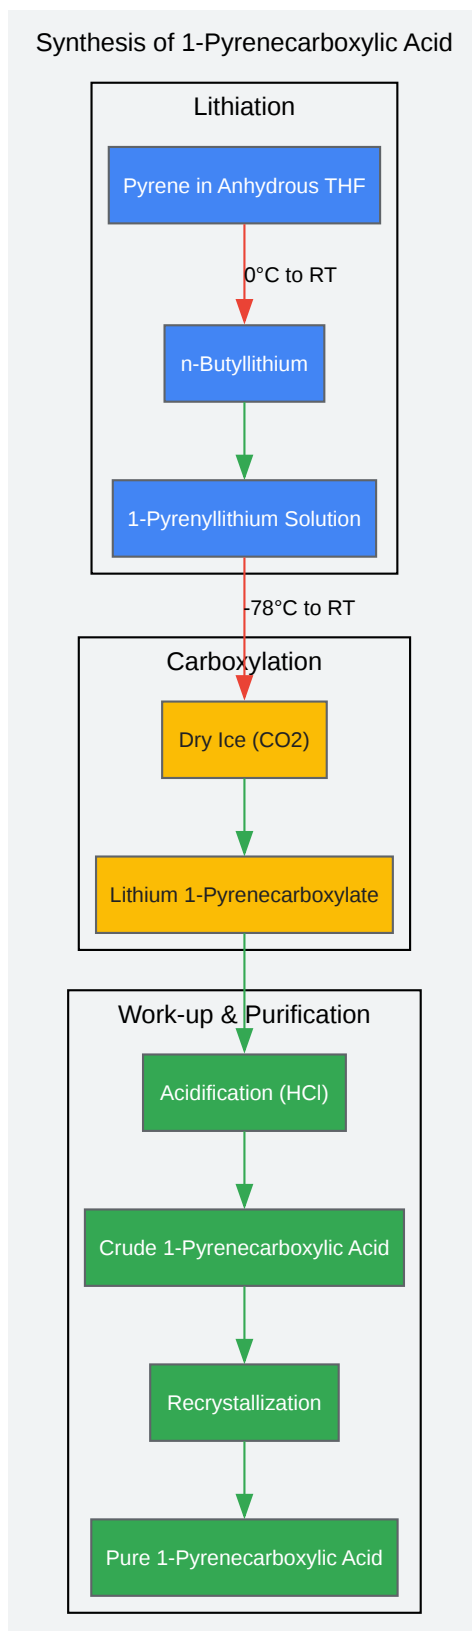 Synthesis of 1-Pyrenecarboxylic Acid
Lithiation
Pyrene in Anhydrous THF
0°C to RT
n-Butyllithium
1-Pyrenyllithium Solution
-78°C to RT
Carboxylation
Dry Ice (CO2)
Lithium 1-Pyrenecarboxylate
Work-up & Purification
Acidification (HCl)
Crude 1-Pyrenecarboxylic Acid
Recrystallization
Pure 1-Pyrenecarboxylic Acid